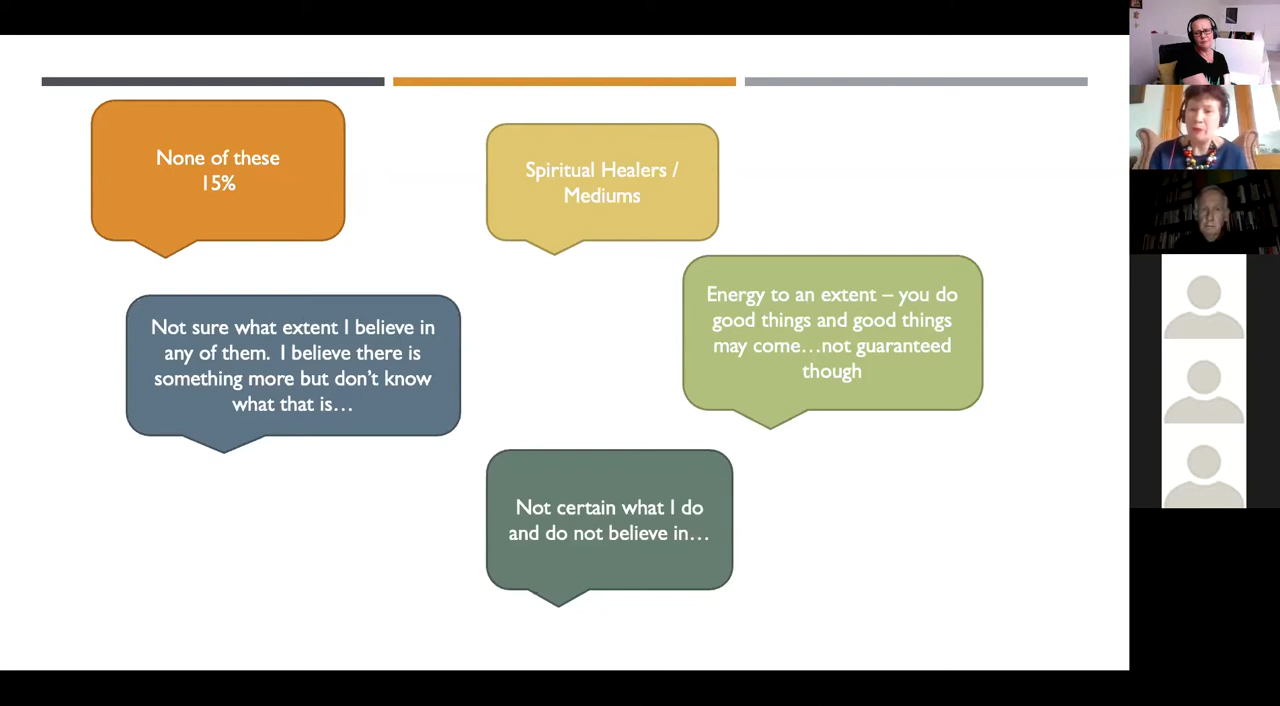 None of these
15%
Spiritual Healers /
Mediums
Not sure what extent I believe in
any of them.  I believe there is
something more but don’t know
what that is…
Energy to an extent – you do
good things and good things
may come…not guaranteed
though
Not certain what I do
and do not believe in…